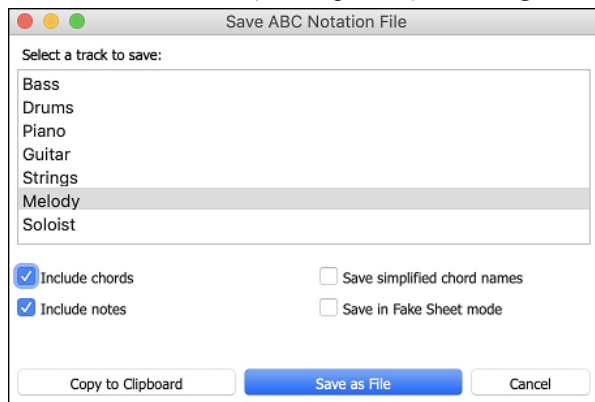 Save ABC Notation File
Select a track to save:
Bass
Drums
Piano
Guitar
Strings
Melody
Soloist
Include chords
Save simplified chord names
Include notes
Save in Fake Sheet mode
Copy to Clipboard
Save as File
Cancel